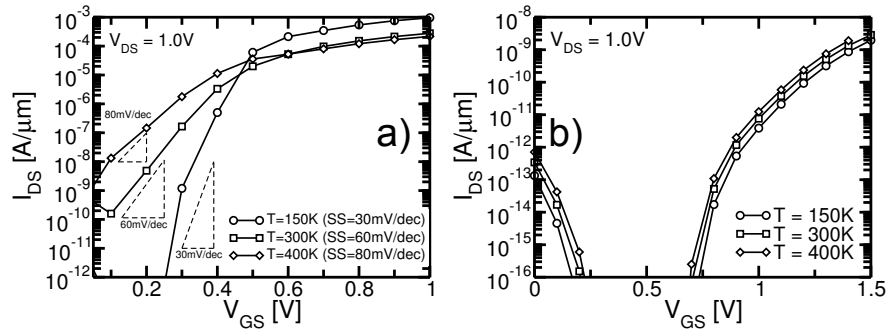 V_DS = 1.0V
a)
80mV/dec
60mV/dec
30mV/dec
T=150K (SS=30mV/dec)
T=300K (SS=60mV/dec)
T=400K (SS=80mV/dec)
I_DS [A/μm]
10^-3
10^-4
10^-5
10^-6
10^-7
10^-8
10^-9
10^-10
10^-11
10^-12
0.2 0.4 0.6 0.8 1
V_GS [V]
V_DS = 1.0V
b)
T = 150K
T = 300K
T = 400K
I_DS [A/μm]
10^-8
10^-9
10^-10
10^-11
10^-12
10^-13
10^-14
10^-15
10^-16
0 0.5 1 1.5
V_GS [V]